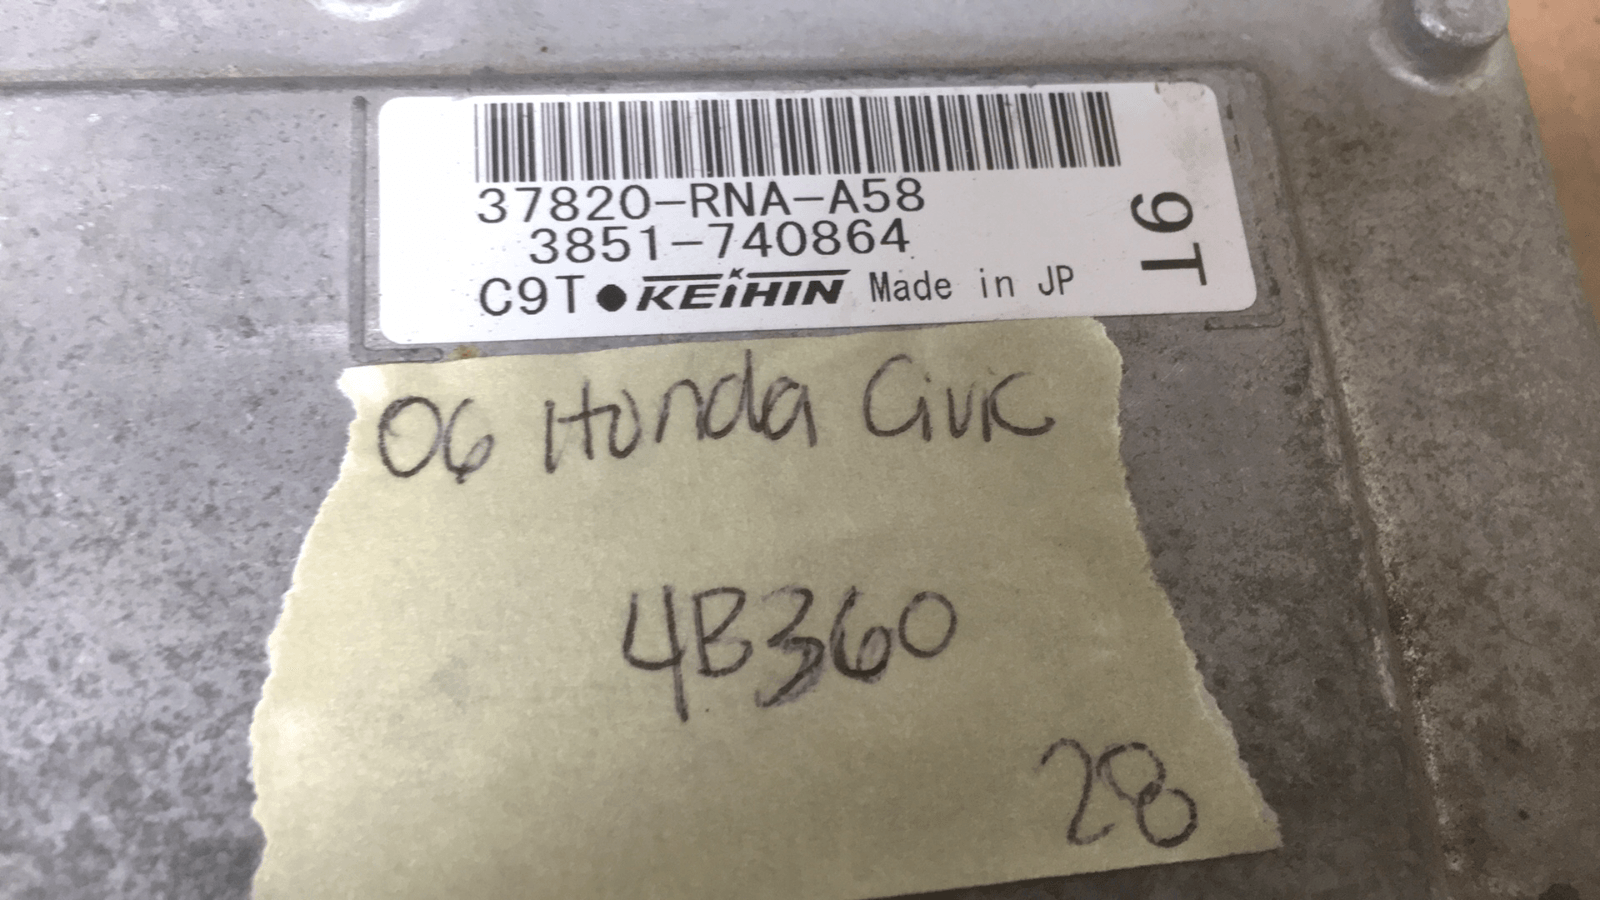 37820-RNA-A58
3851-740864
C9T●KEIHIN Made in JP
9T
06 Honda Civic
4B360
28